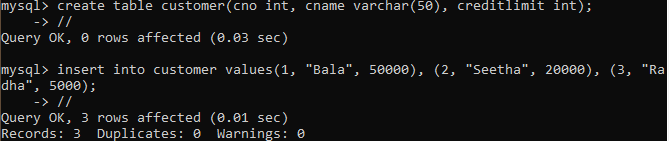 mysql> create table customer(cno int, cname varchar(50), creditlimit int);
    -> //
Query OK, 0 rows affected (0.03 sec)

mysql> insert into customer values(1, "Bala", 50000), (2, "Seetha", 20000), (3, "Ra
dha", 5000);
    -> //
Query OK, 3 rows affected (0.01 sec)
Records: 3  Duplicates: 0  Warnings: 0